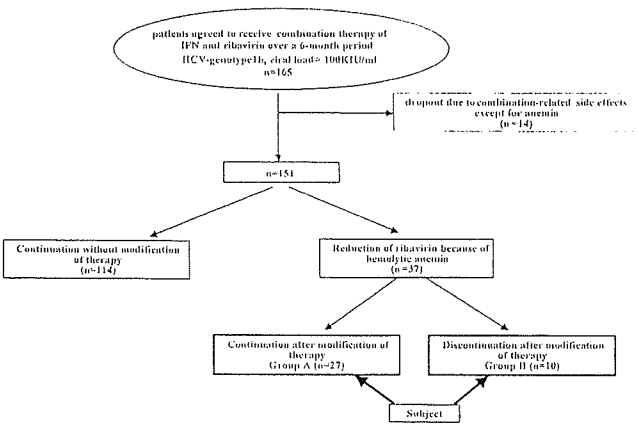 patients agreed to receive combination therapy of
IFN and ribavirin over a 6-month period
HCV-genotype1b, viral load> 100KIU/ml
n=165
dropout due to combination-related side effects
except for anemia
(n=14)
n=151
Continuation without modification
of therapy
(n=114)
Reduction of ribavirin because of
hemolytic anemia
(n=37)
Continuation after modification of
therapy
Group A (n=27)
Discontinuation after modification
of therapy
Group B (n=10)
Subject